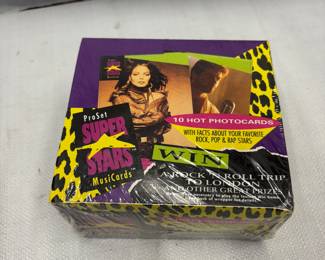 10 HOT PHOTOCARDS
WITH FACTS ABOUT YOUR FAVORITE
ROCK, POP & RAP STARS
ProSet
SUPER
STARS
MusiCards
WIN
A ROCK 'N ROLL TRIP
TO LONDON
AND OTHER GREAT PRIZES